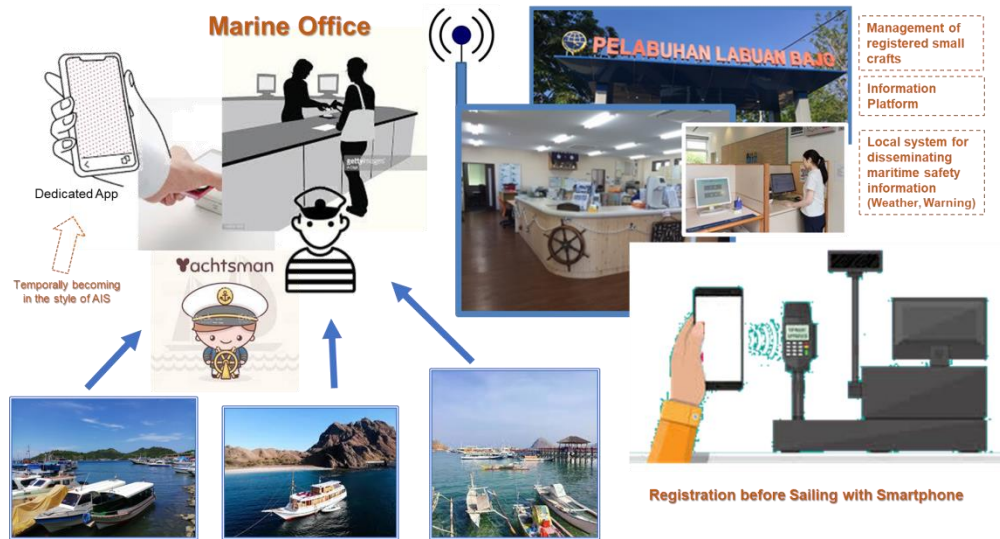 Marine Office
Dedicated App
Temporally becoming
in the style of AIS
gettyimages
Yachtsman
PELABUHAN LABUAN BAJO
Management of
registered small
crafts
Information
Platform
Local system for
disseminating
maritime safety
information
(Weather, Warning)
Registration before Sailing with Smartphone